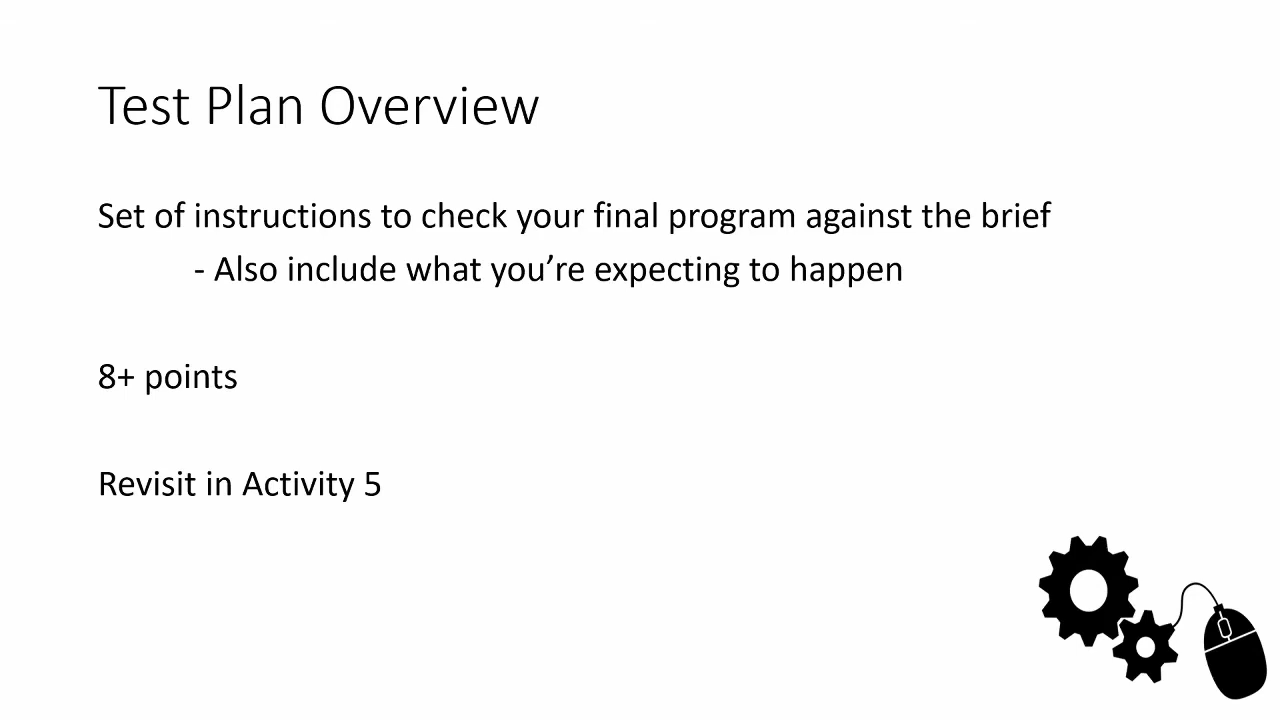 Test Plan Overview
Set of instructions to check your final program against the brief
- Also include what you’re expecting to happen
8+ points
Revisit in Activity 5